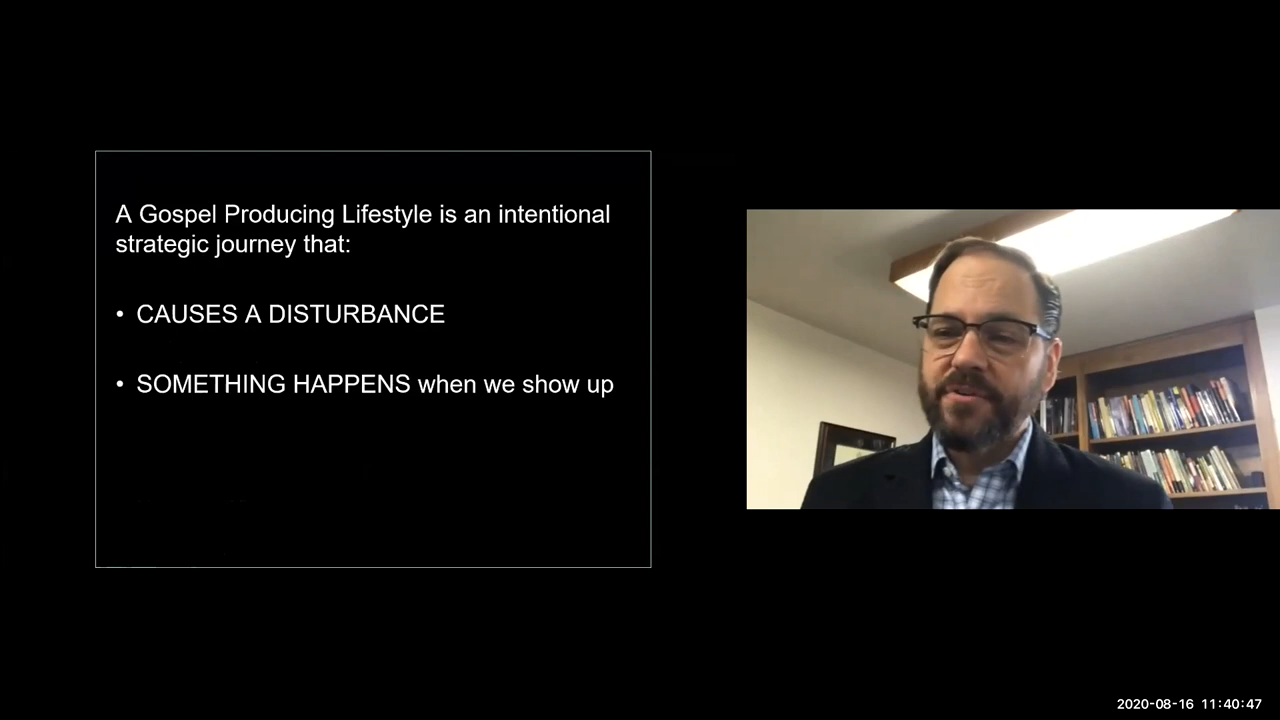 A Gospel Producing Lifestyle is an intentional
strategic journey that:
• CAUSES A DISTURBANCE
• SOMETHING HAPPENS when we show up
2020-08-16 11:40:47